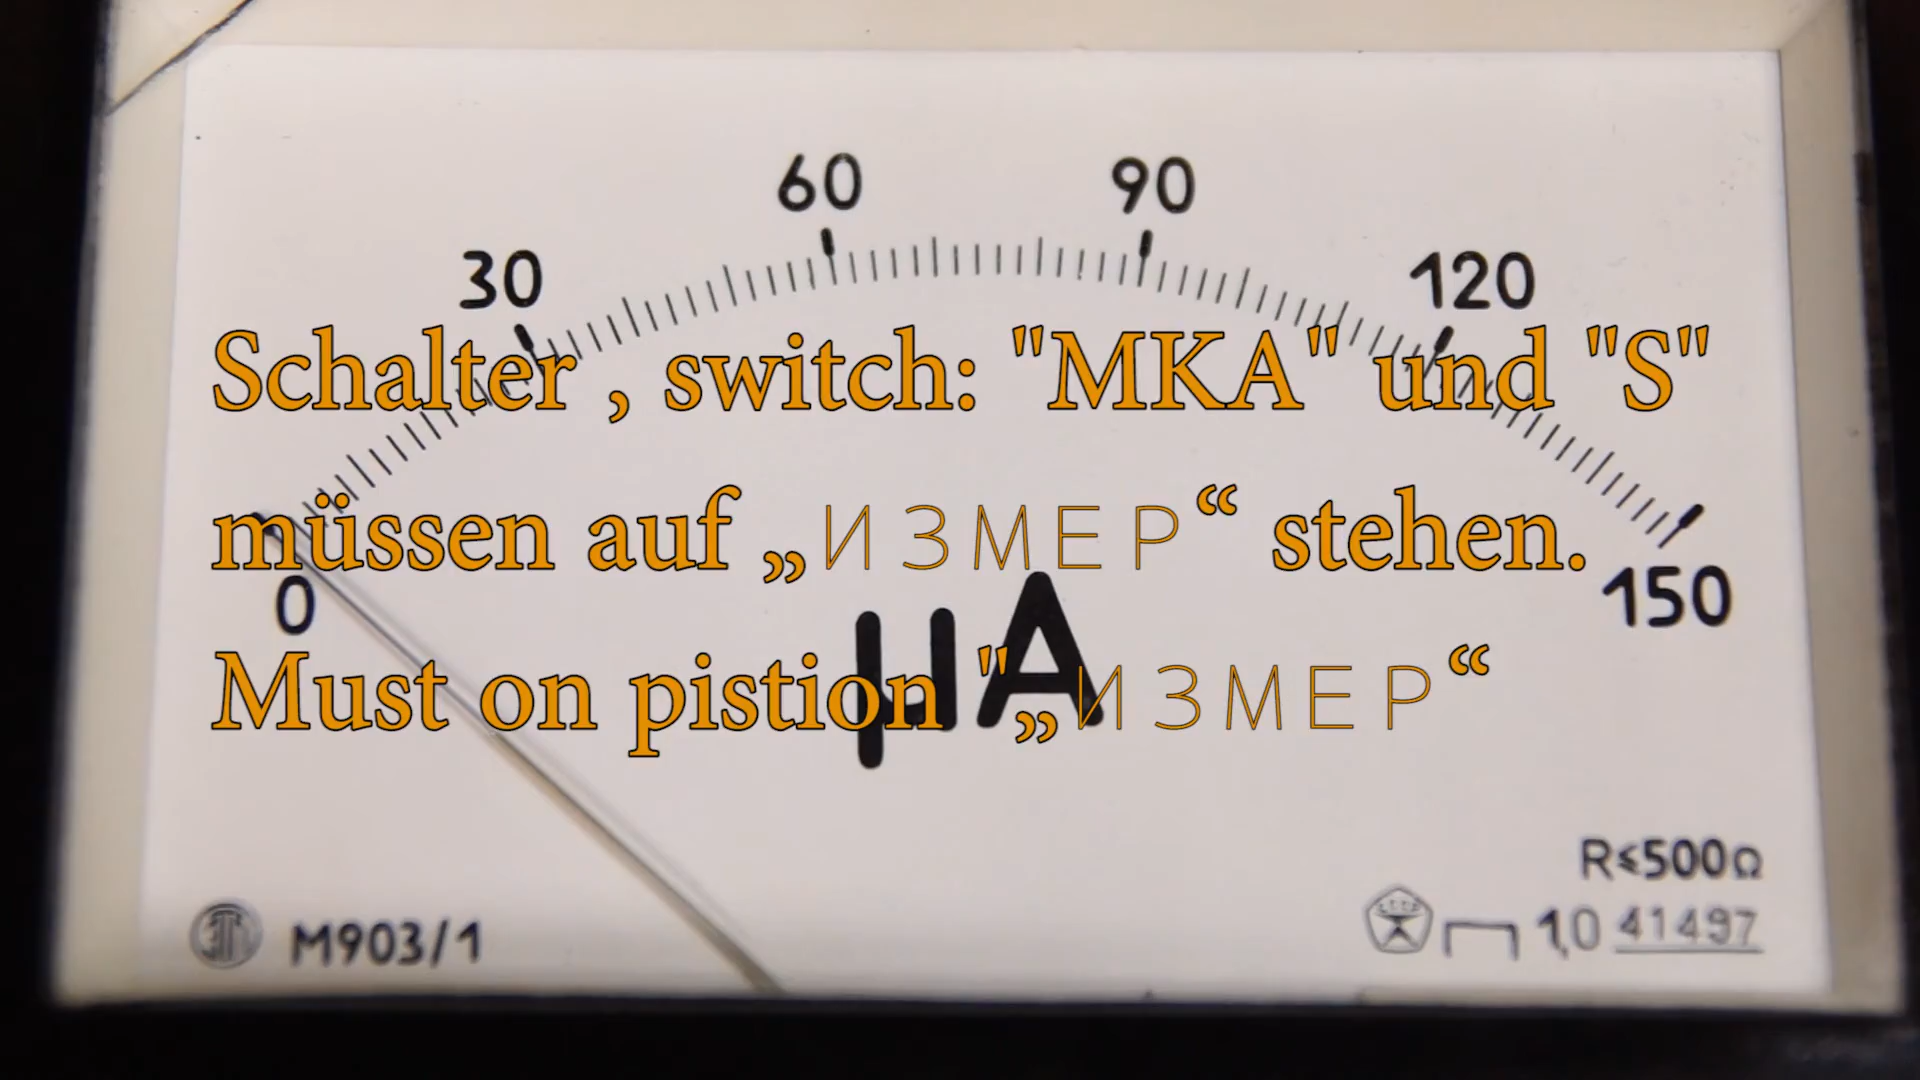 60 90
30 120
Schalter , switch: "MKA" und "S"
müssen auf „ИЗМЕР“ stehen.
0 150
µA
Must on pistion "„ИЗМЕР“
R≤500Ω
M903/1 1,0 41497